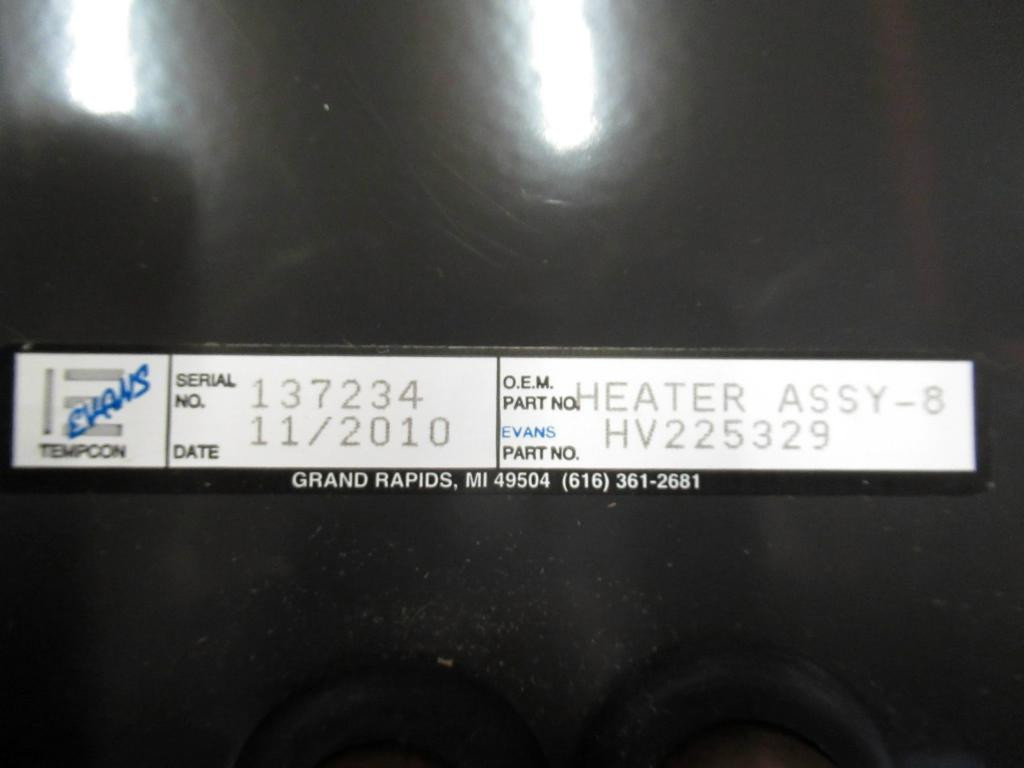 EVANS
TEMPCON
SERIAL NO. 137234
DATE 11/2010
O.E.M. PART NO. HEATER ASSY-8
EVANS PART NO. HV225329
GRAND RAPIDS, MI 49504 (616) 361-2681